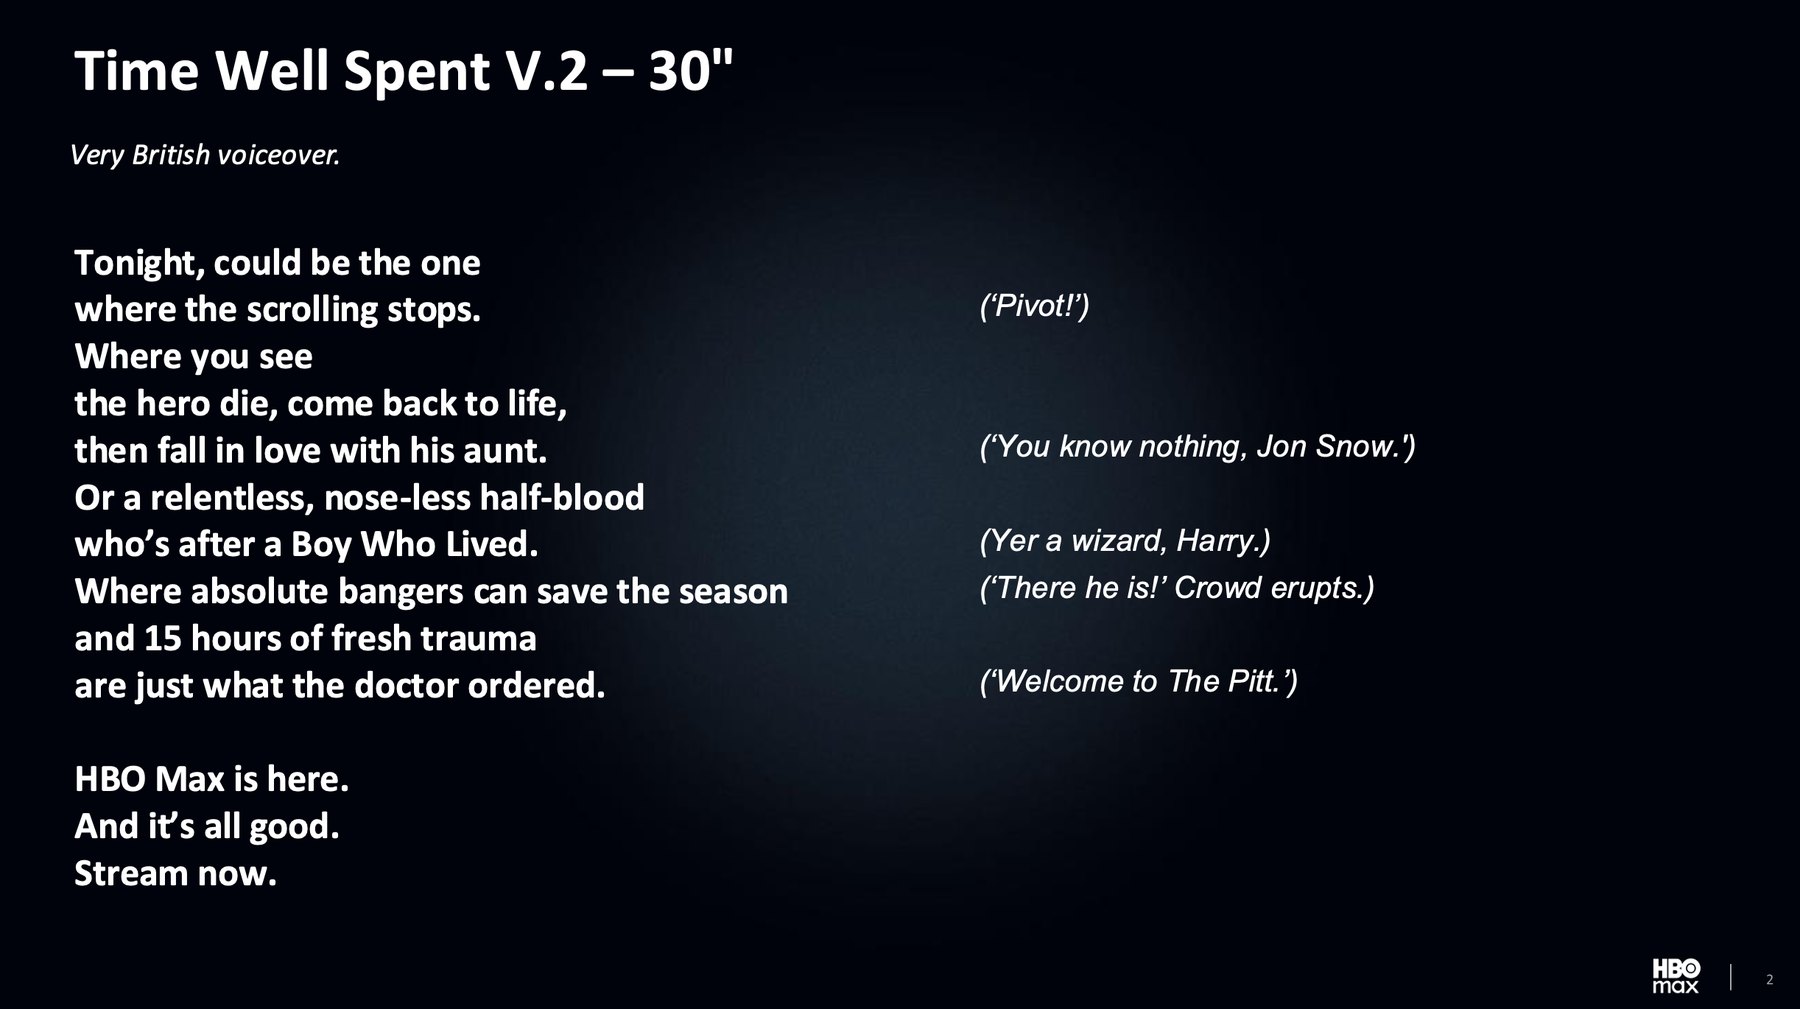 Time Well Spent V.2 – 30"
Very British voiceover.
Tonight, could be the one
where the scrolling stops.
(‘Pivot!’)
Where you see
the hero die, come back to life,
then fall in love with his aunt.
(‘You know nothing, Jon Snow.')
Or a relentless, nose-less half-blood
who’s after a Boy Who Lived.
(Yer a wizard, Harry.)
Where absolute bangers can save the season
(‘There he is!’ Crowd erupts.)
and 15 hours of fresh trauma
are just what the doctor ordered.
(‘Welcome to The Pitt.’)
HBO Max is here.
And it’s all good.
Stream now.
HBO
max
2